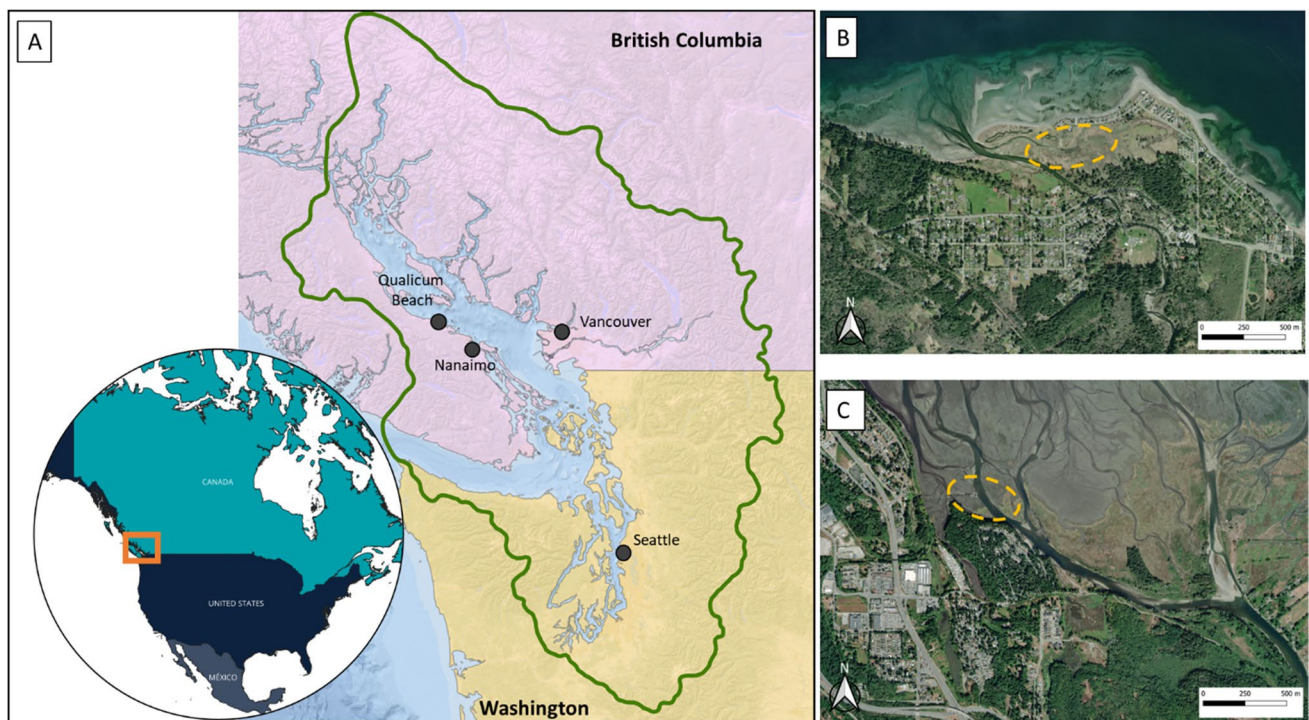 A
British Columbia
Qualicum
Beach
Vancouver
Nanaimo
Seattle
Washington
CANADA
UNITED STATES
MÉXICO
B
N
0 250 500 m
C
N
0 250 500 m